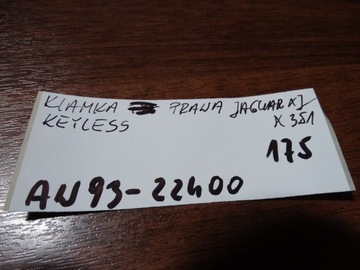 KLAMKA PRAWA JAGUAR XJ
KEYLESS X351
175
AW93-22400